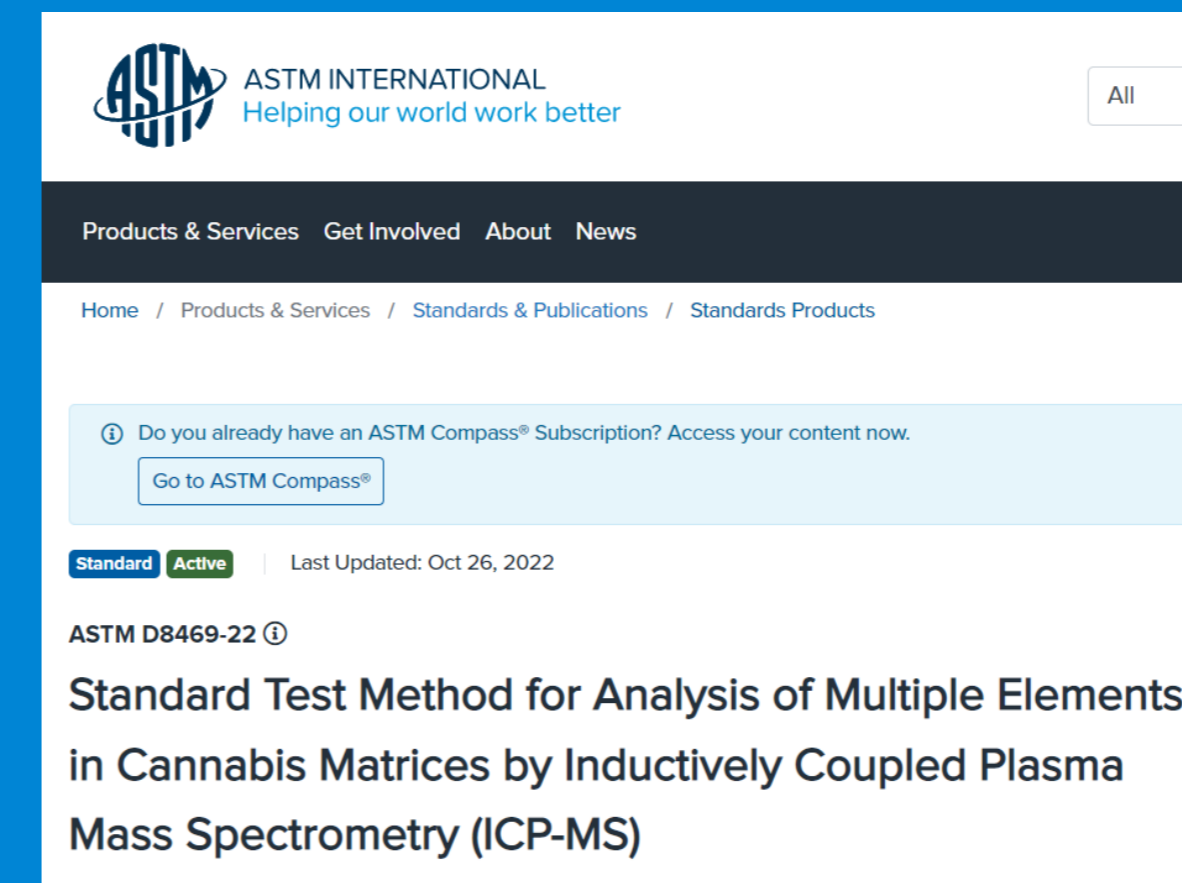 ASTM
ASTM INTERNATIONAL
Helping our world work better
All
Products & Services Get Involved About News
Home / Products & Services / Standards & Publications / Standards Products
Do you already have an ASTM Compass® Subscription? Access your content now.
Go to ASTM Compass®
Standard Active | Last Updated: Oct 26, 2022
ASTM D8469-22
Standard Test Method for Analysis of Multiple Elements
in Cannabis Matrices by Inductively Coupled Plasma
Mass Spectrometry (ICP-MS)